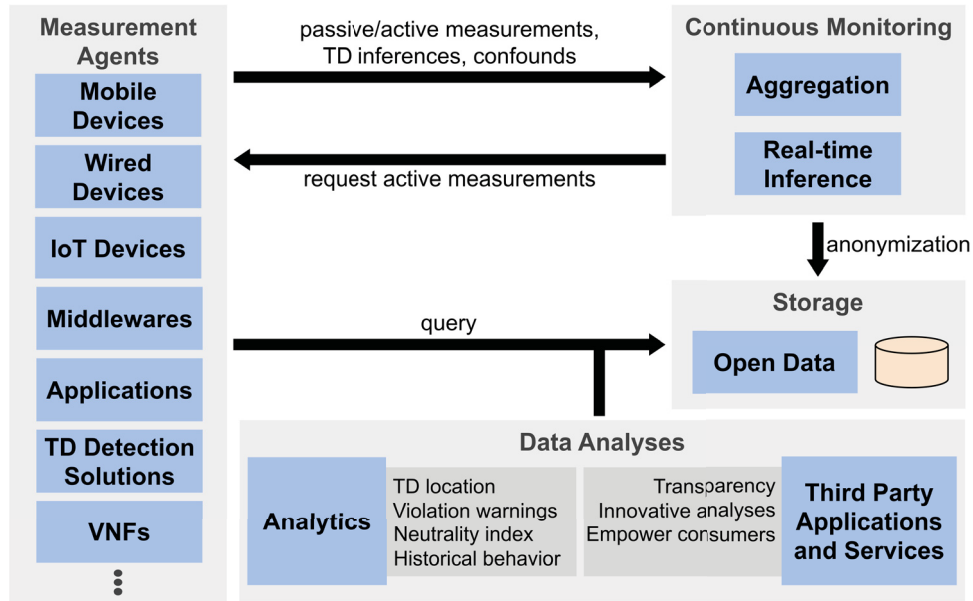 Measurement
Agents
Mobile
Devices
Wired
Devices
IoT Devices
Middlewares
Applications
TD Detection
Solutions
VNFs
passive/active measurements,
TD inferences, confounds
request active measurements
query
Continuous Monitoring
Aggregation
Real-time
Inference
anonymization
Storage
Open Data
Data Analyses
Analytics
TD location
Violation warnings
Neutrality index
Historical behavior
Transparency
Innovative analyses
Empower consumers
Third Party
Applications
and Services